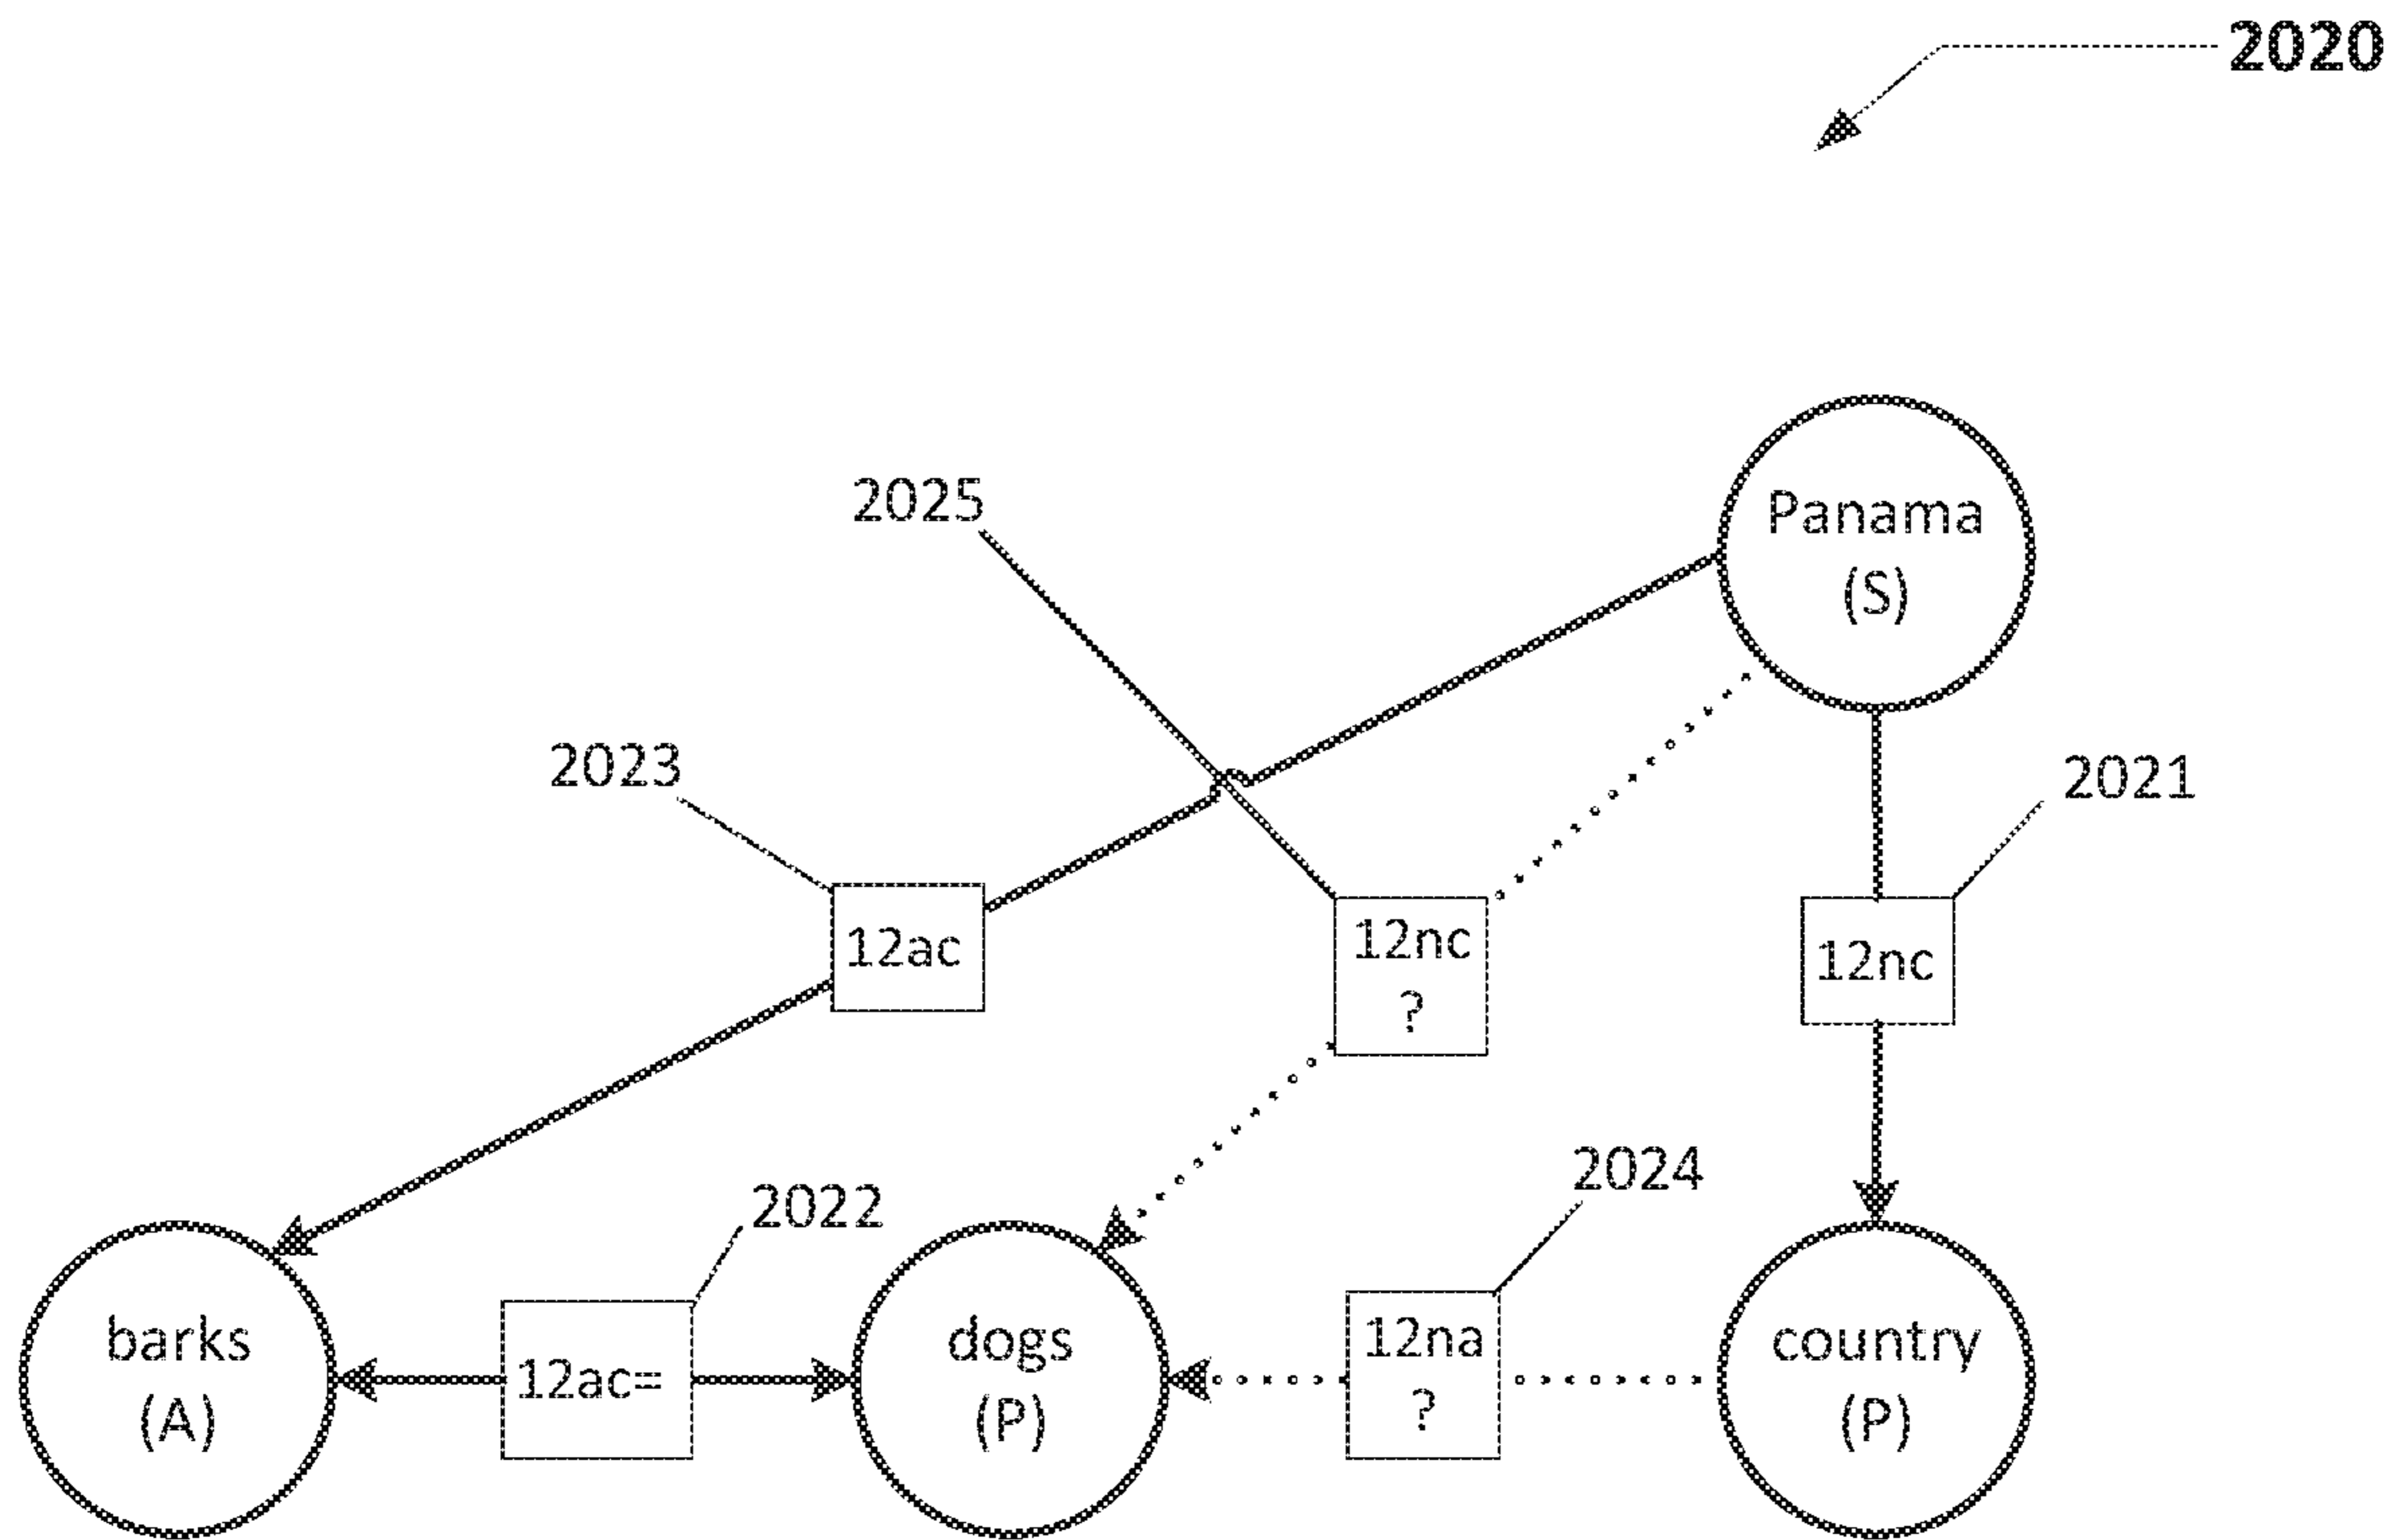 2020
Panama
(S)
2025
2023
2021
12ac
12nc
?
12nc
2022
2024
barks
(A)
12ac=
dogs
(P)
12na
?
country
(P)